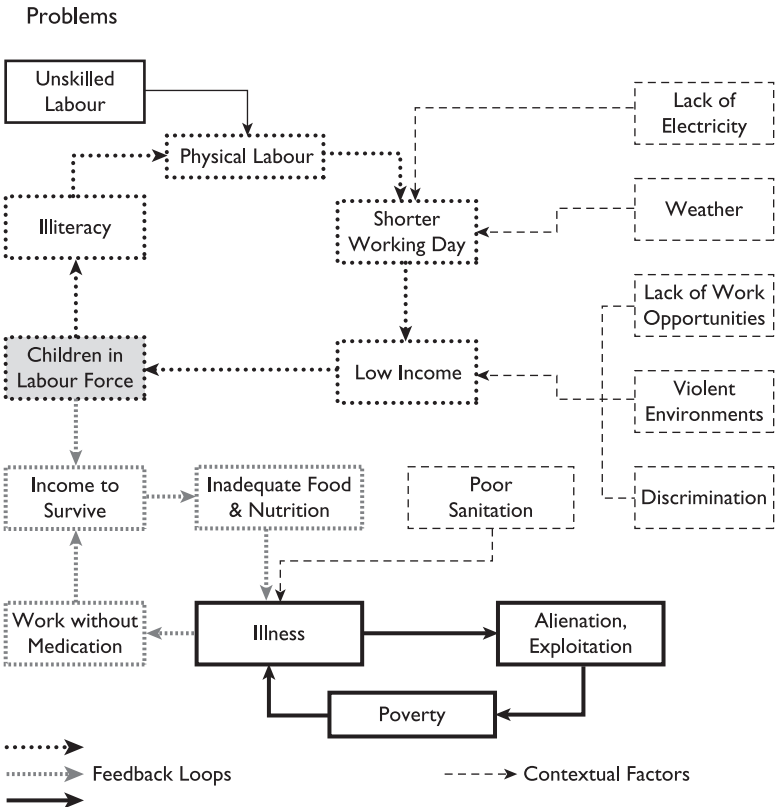 Problems
Unskilled
Labour
Lack of
Electricity
Physical Labour
Illiteracy
Shorter
Working Day
Weather
Lack of Work
Opportunities
Children in
Labour Force
Low Income
Violent
Environments
Income to
Survive
Inadequate Food
& Nutrition
Poor
Sanitation
Discrimination
Work without
Medication
Illness
Alienation,
Exploitation
Poverty
Feedback Loops
Contextual Factors